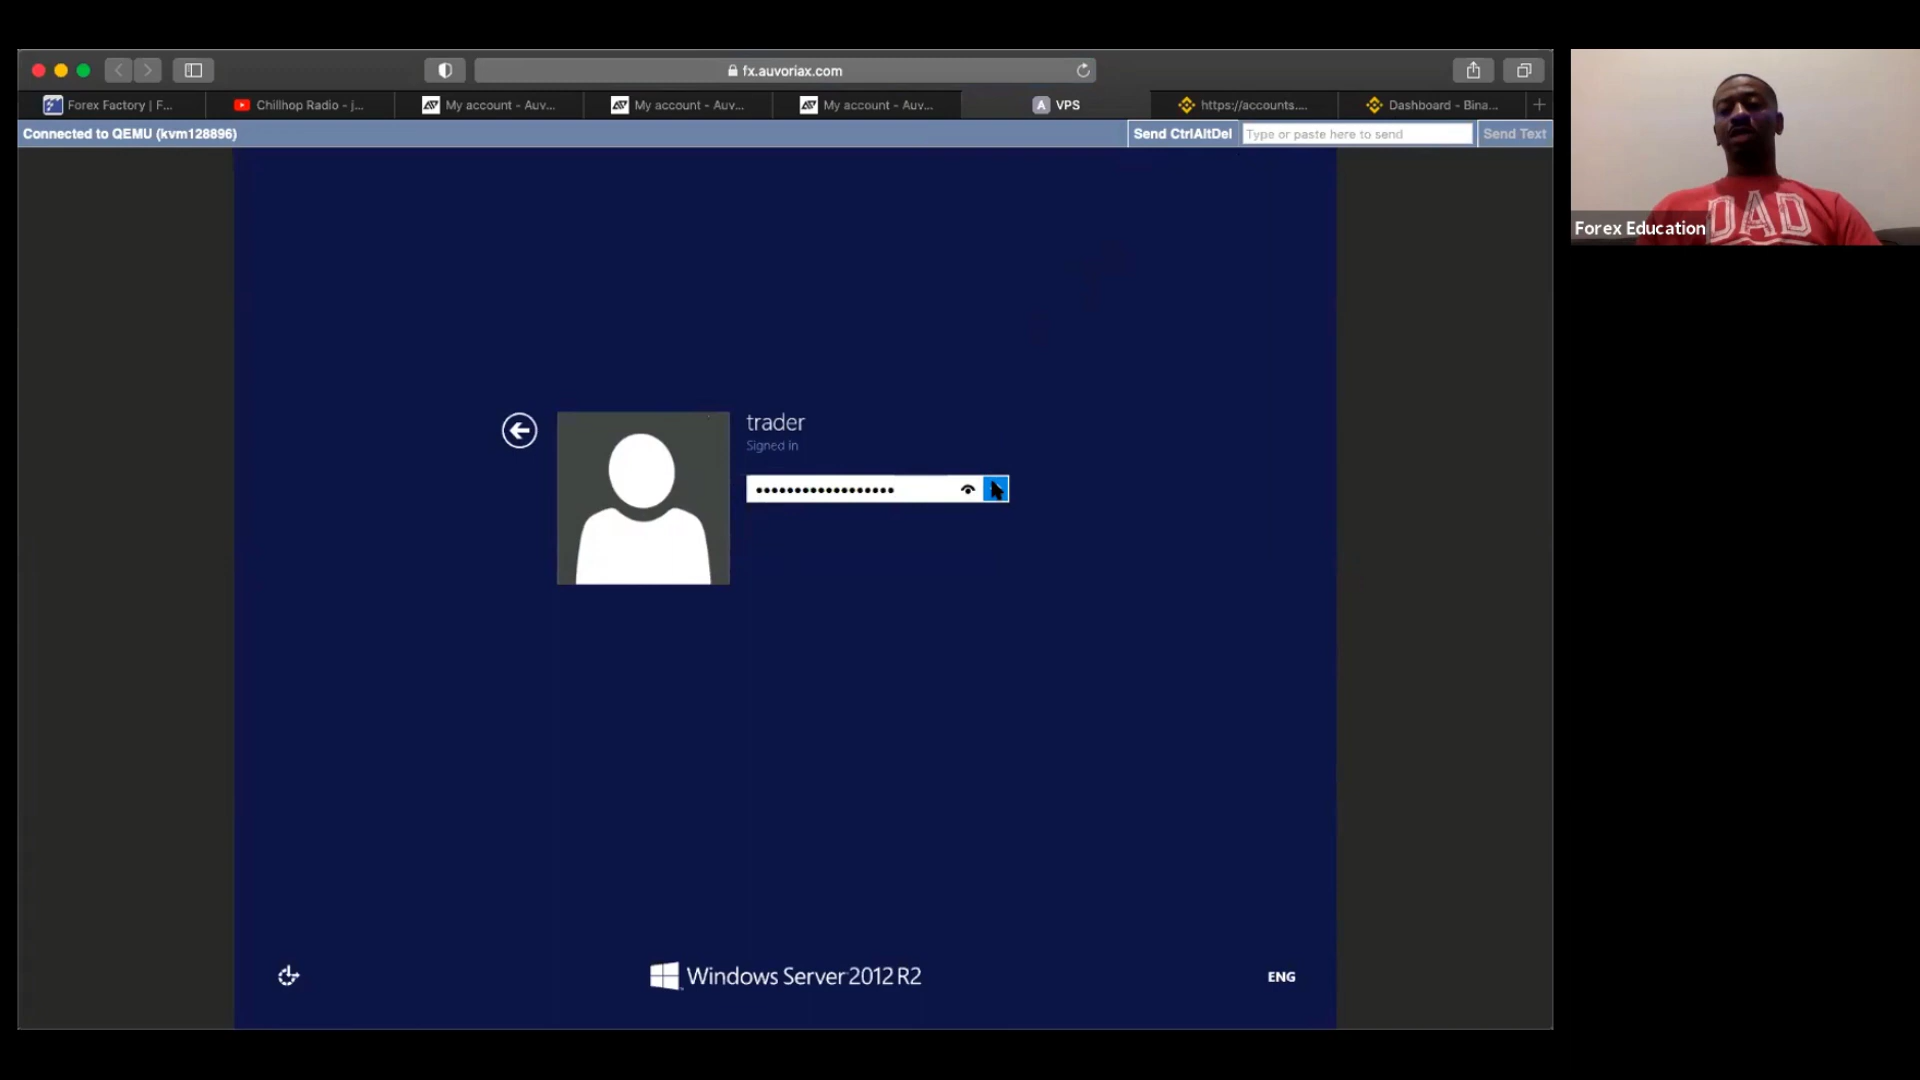 fx.auvoriax.com
Forex Factory | F...
Chillhop Radio - j...
My account - Auv...
My account - Auv...
My account - Auv...
A VPS
https://accounts....
Dashboard - Bina...
Connected to QEMU (kvm128896)
Send CtrlAltDel
Type or paste here to send
Send Text
DAD
Forex Education
trader
Signed in
Windows Server 2012 R2
ENG